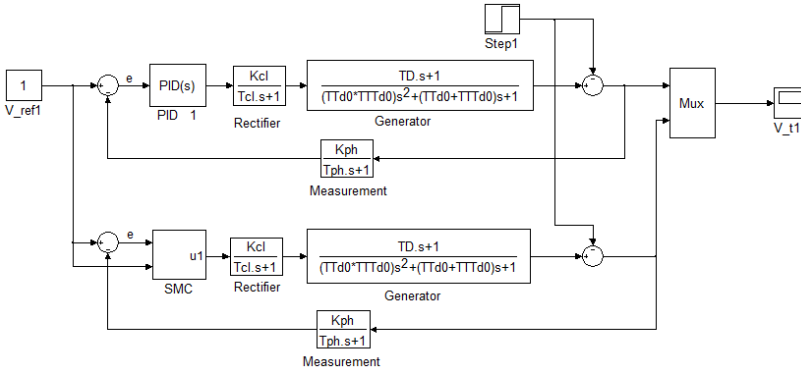 Step1
1
V_ref1
e
PID(s)
PID 1
Kcl
Tcl.s+1
Rectifier
TD.s+1
(TTd0*TTTd0)s2+(TTd0+TTTd0)s+1
Generator
Mux
V_t1
Kph
Tph.s+1
Measurement
e
u1
SMC
Kcl
Tcl.s+1
Rectifier
TD.s+1
(TTd0*TTTd0)s2+(TTd0+TTTd0)s+1
Generator
Kph
Tph.s+1
Measurement